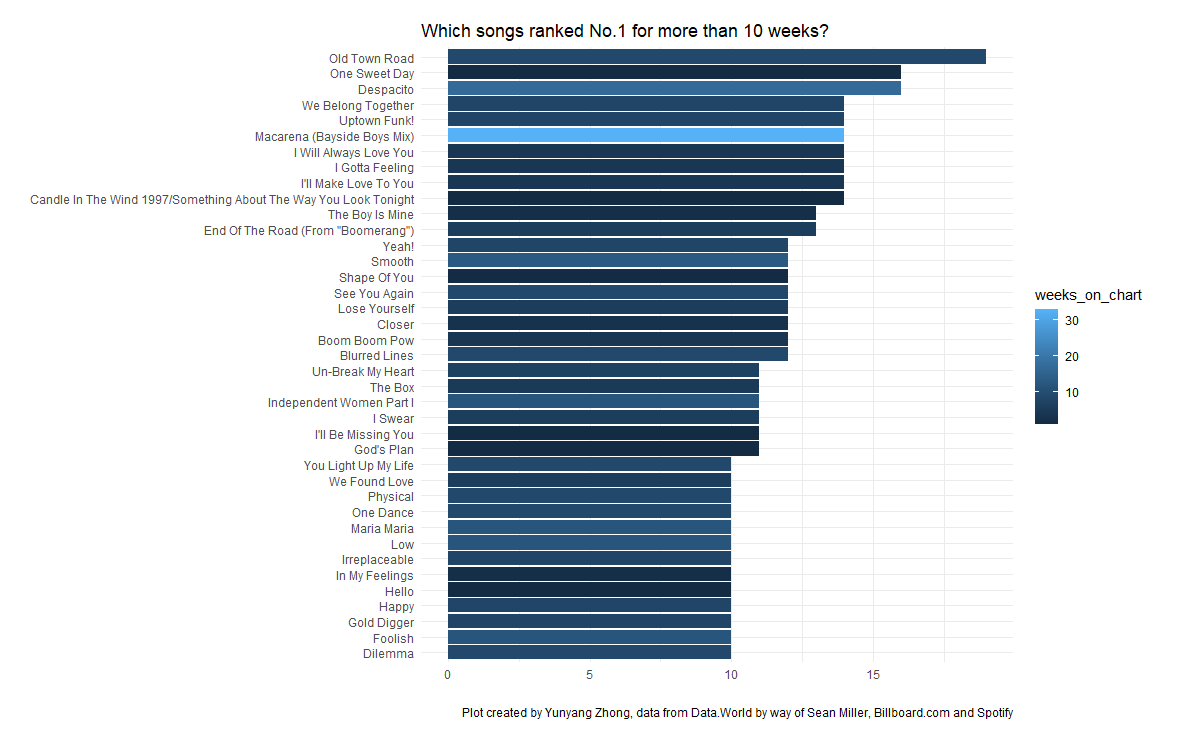 Which songs ranked No.1 for more than 10 weeks?
Old Town Road
One Sweet Day
Despacito
We Belong Together
Uptown Funk!
Macarena (Bayside Boys Mix)
I Will Always Love You
I Gotta Feeling
I'll Make Love To You
Candle In The Wind 1997/Something About The Way You Look Tonight
The Boy Is Mine
End Of The Road (From "Boomerang")
Yeah!
Smooth
Shape Of You
See You Again
Lose Yourself
Closer
Boom Boom Pow
Blurred Lines
Un-Break My Heart
The Box
Independent Women Part I
I Swear
I'll Be Missing You
God's Plan
You Light Up My Life
We Found Love
Physical
One Dance
Maria Maria
Low
Irreplaceable
In My Feelings
Hello
Happy
Gold Digger
Foolish
Dilemma
0 5 10 15
weeks_on_chart
30
20
10
Plot created by Yunyang Zhong, data from Data.World by way of Sean Miller, Billboard.com and Spotify